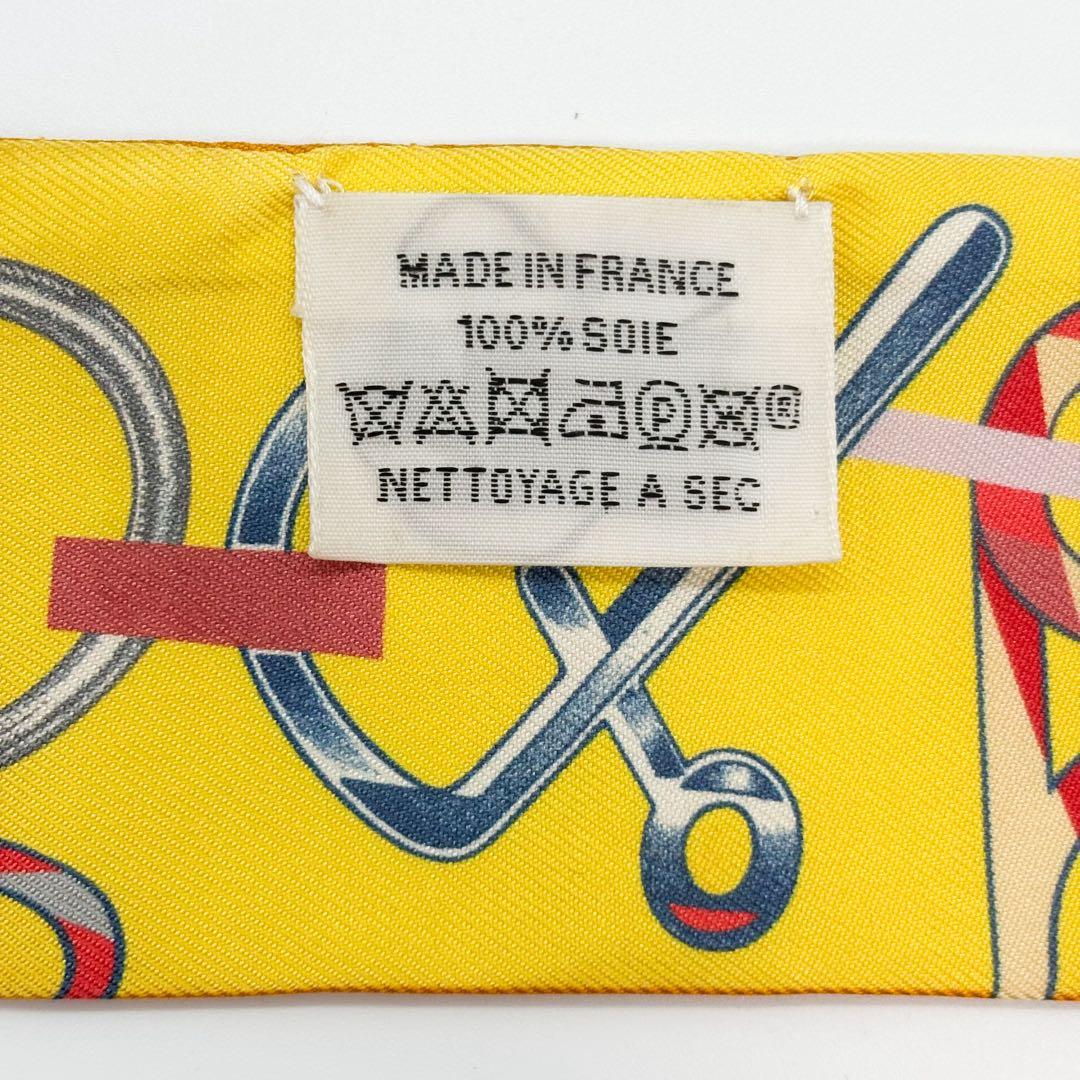 MADE IN FRANCE
100% SOIE
P ®
NETTOYAGE A SEC